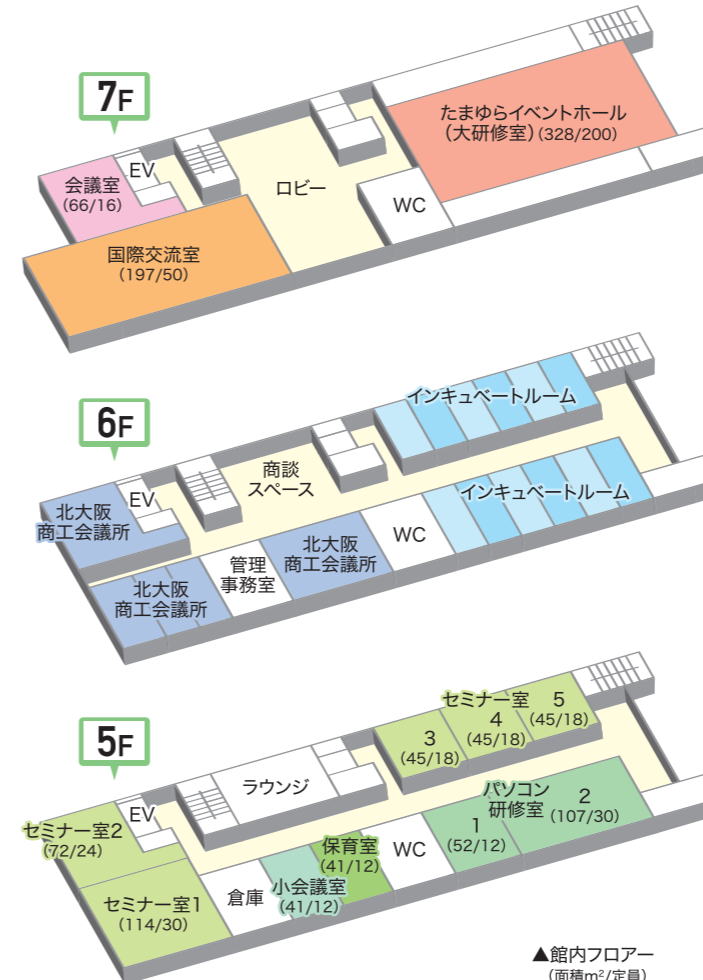 7F
たまゆらイベントホール
(大研修室)(328/200)
EV
会議室
(66/16)
ロビー
WC
国際交流室
(197/50)
6F
インキュベートルーム
商談
スペース
EV
北大阪
商工会議所
インキュベートルーム
WC
北大阪
商工会議所
管理
事務室
北大阪
商工会議所
5F
セミナー室
3
(45/18)
4
(45/18)
5
(45/18)
ラウンジ
EV
セミナー室2
(72/24)
パソコン
研修室
1
(52/12)
2
(107/30)
保育室
(41/12)
WC
小会議室
(41/12)
倉庫
セミナー室1
(114/30)
▲館内フロアー
(面積m²/定員)